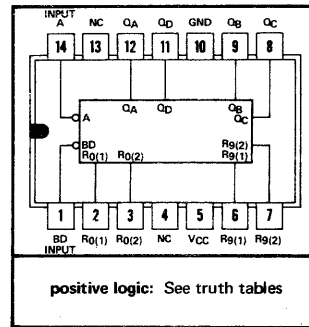 INPUT
A NC QA QD GND QB QC
14 13 12 11 10 9 8
QA QD QB
QC
A
BD R9(2)
R0(1) R0(2) R9(1)
1 2 3 4 5 6 7
BD R0(1) R0(2) NC VCC R9(1) R9(2)
INPUT
positive logic: See truth tables